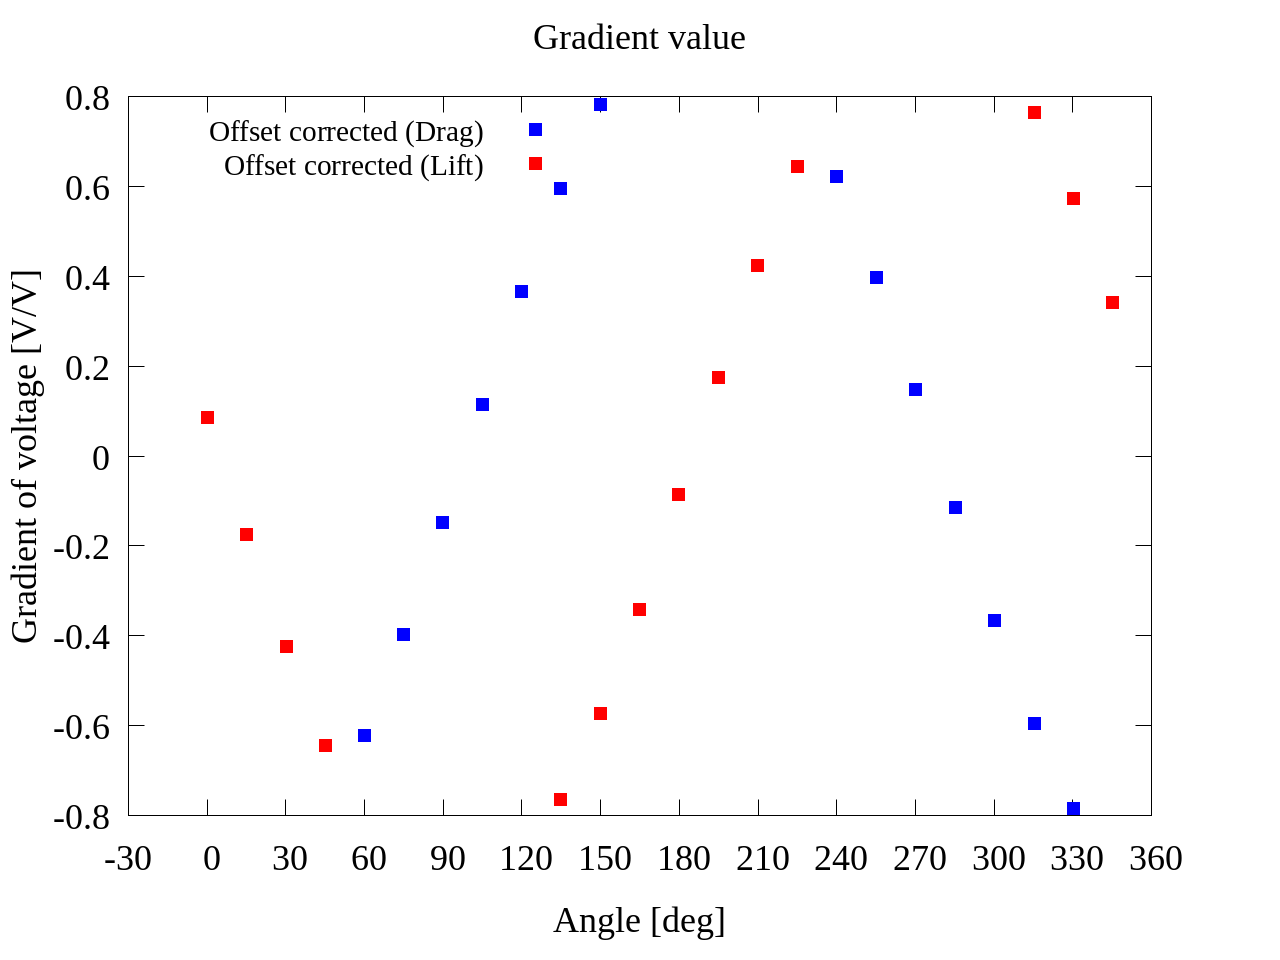 Gradient value
Offset corrected (Drag)
Offset corrected (Lift)
Gradient of voltage [V/V]
0.8
0.6
0.4
0.2
0
-0.2
-0.4
-0.6
-0.8
-30 0 30 60 90 120 150 180 210 240 270 300 330 360
Angle [deg]